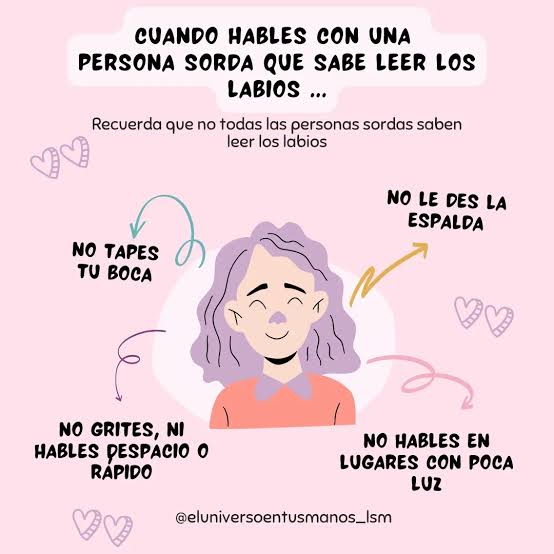 CUANDO HABLES CON UNA
PERSONA SORDA QUE SABE LEER LOS
LABIOS ...
Recuerda que no todas las personas sordas saben
leer los labios
NO LE DES LA
ESPALDA
NO TAPES
TU BOCA
NO GRITES, NI
HABLES DESPACIO O
RÁPIDO
NO HABLES EN
LUGARES CON POCA
LUZ
@eluniversoentusmanos_lsm